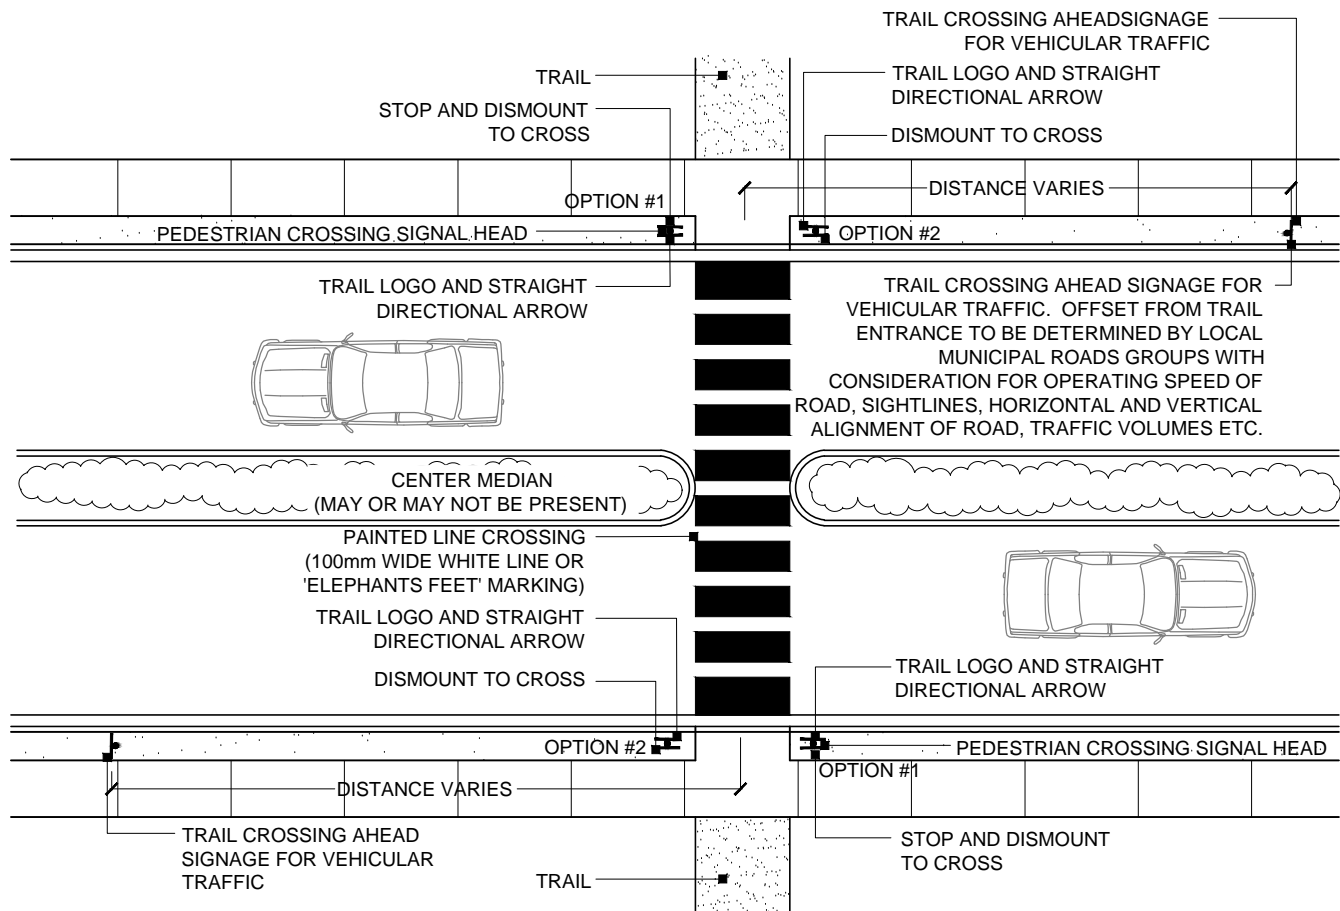 TRAIL CROSSING AHEADSIGNAGE
FOR VEHICULAR TRAFFIC
TRAIL
TRAIL LOGO AND STRAIGHT
DIRECTIONAL ARROW
STOP AND DISMOUNT
TO CROSS
DISMOUNT TO CROSS
DISTANCE VARIES
OPTION #1
PEDESTRIAN CROSSING SIGNAL HEAD
OPTION #2
TRAIL LOGO AND STRAIGHT
DIRECTIONAL ARROW
TRAIL CROSSING AHEAD SIGNAGE FOR
VEHICULAR TRAFFIC. OFFSET FROM TRAIL
ENTRANCE TO BE DETERMINED BY LOCAL
MUNICIPAL ROADS GROUPS WITH
CONSIDERATION FOR OPERATING SPEED OF
ROAD, SIGHTLINES, HORIZONTAL AND VERTICAL
ALIGNMENT OF ROAD, TRAFFIC VOLUMES ETC.
CENTER MEDIAN
(MAY OR MAY NOT BE PRESENT)
PAINTED LINE CROSSING
(100mm WIDE WHITE LINE OR
'ELEPHANTS FEET' MARKING)
TRAIL LOGO AND STRAIGHT
DIRECTIONAL ARROW
DISMOUNT TO CROSS
TRAIL LOGO AND STRAIGHT
DIRECTIONAL ARROW
OPTION #2
PEDESTRIAN CROSSING SIGNAL HEAD
OPTION #1
DISTANCE VARIES
TRAIL CROSSING AHEAD
SIGNAGE FOR VEHICULAR
TRAFFIC
STOP AND DISMOUNT
TO CROSS
TRAIL